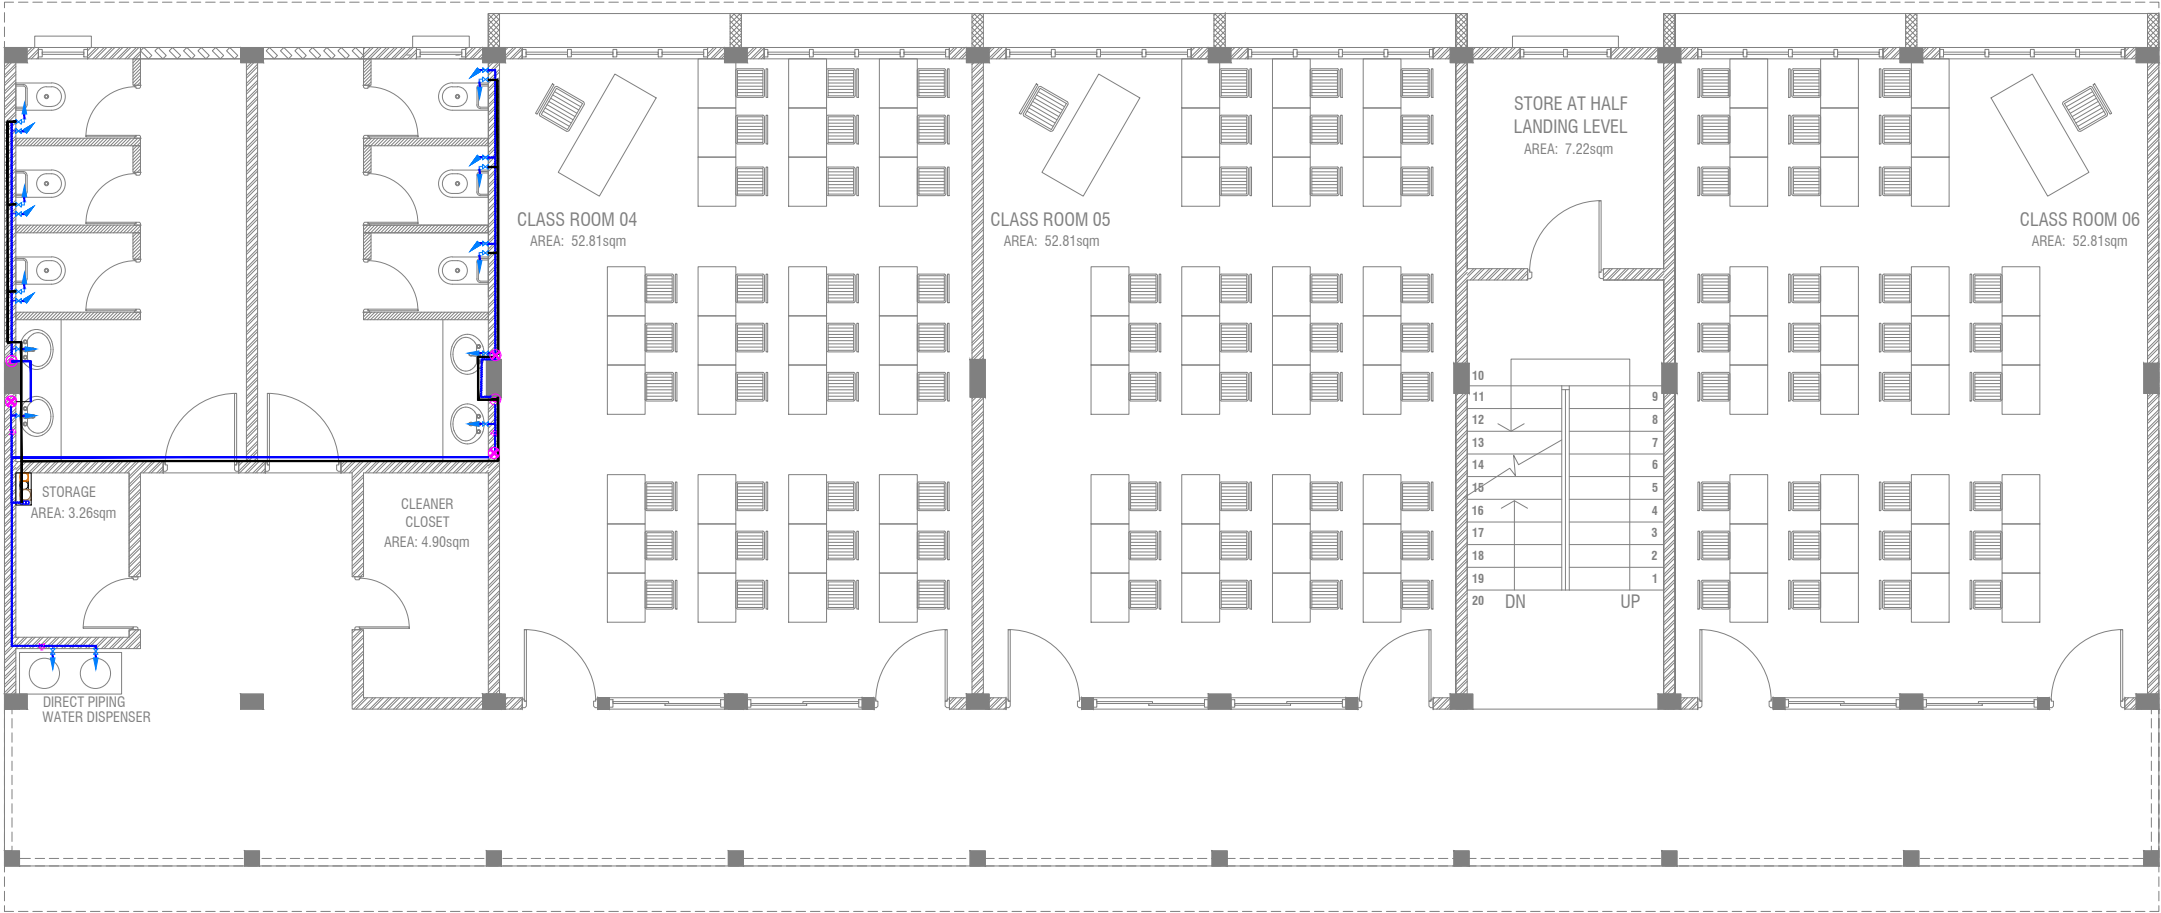 STORE AT HALF
LANDING LEVEL
AREA: 7.22sqm
CLASS ROOM 04
AREA: 52.81sqm
CLASS ROOM 05
AREA: 52.81sqm
CLASS ROOM 06
AREA: 52.81sqm
10
11
12
13
14
15
16
17
18
19
20
9
8
7
6
5
4
3
2
1
DN
UP
STORAGE
AREA: 3.26sqm
CLEANER
CLOSET
AREA: 4.90sqm
DIRECT PIPING
WATER DISPENSER